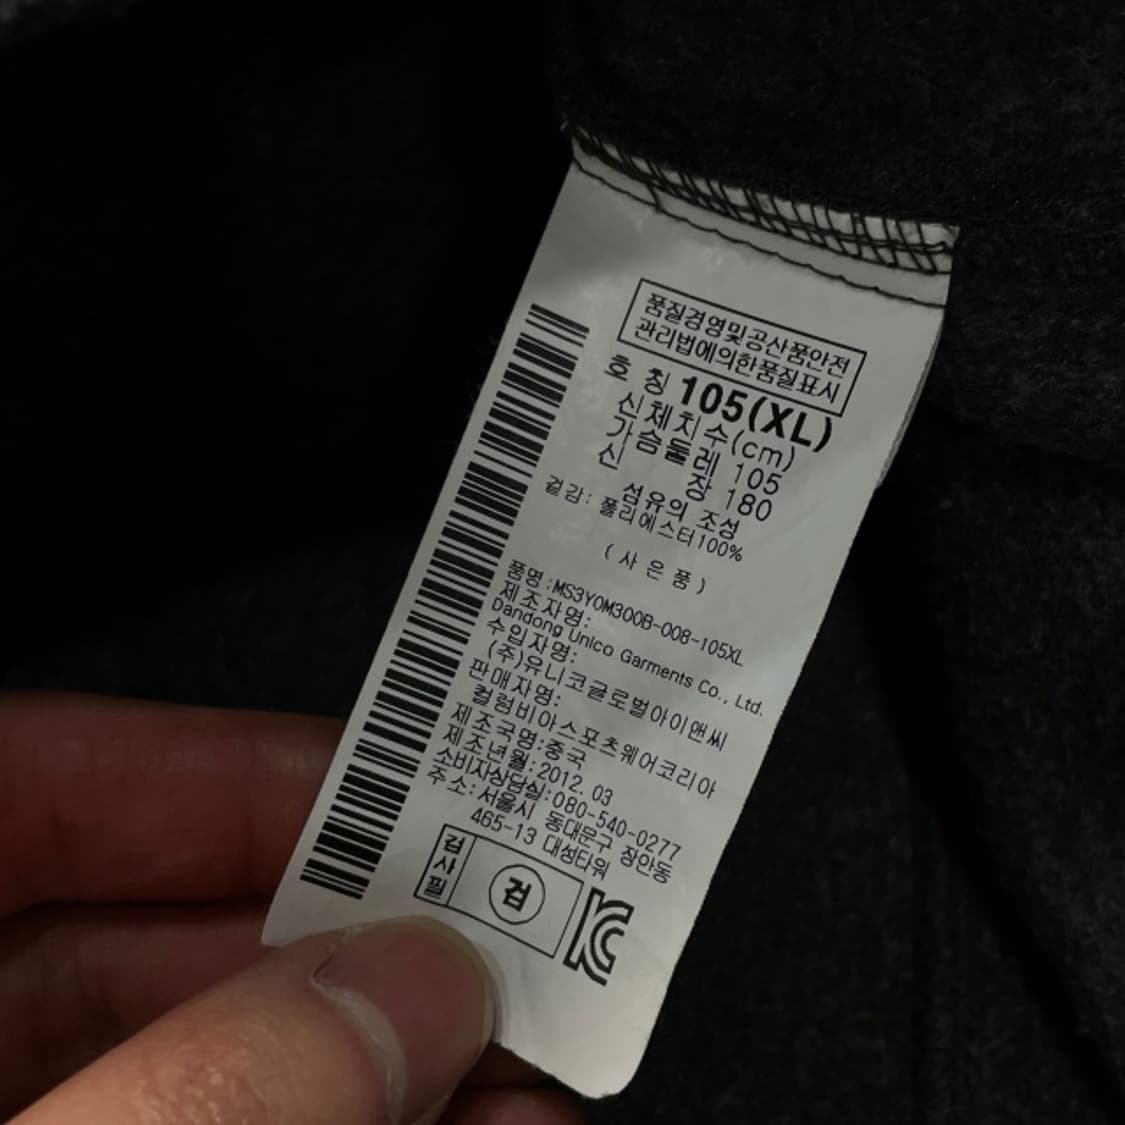 품질경영및공산품안전
관리법에의한품질표시
호 칭 105(XL)
신체치수(cm)
가슴둘레 105
신 장 180
섬유의 조성
겉감: 폴리에스터100%
(사은품)
품명:MS3Y0M300B-008-105XL
제조자명:
Dandong Unico Garments Co., Ltd.
수입자명:
(주)유니코글로벌아이앤씨
판매자명:
컬럼비아스포츠웨어코리아
제조국명:중국
제조년월:2012. 03
소비자상담실:080-540-0277
주소:서울시 동대문구 장안동
465-13 대성타워
검사필
검
KC